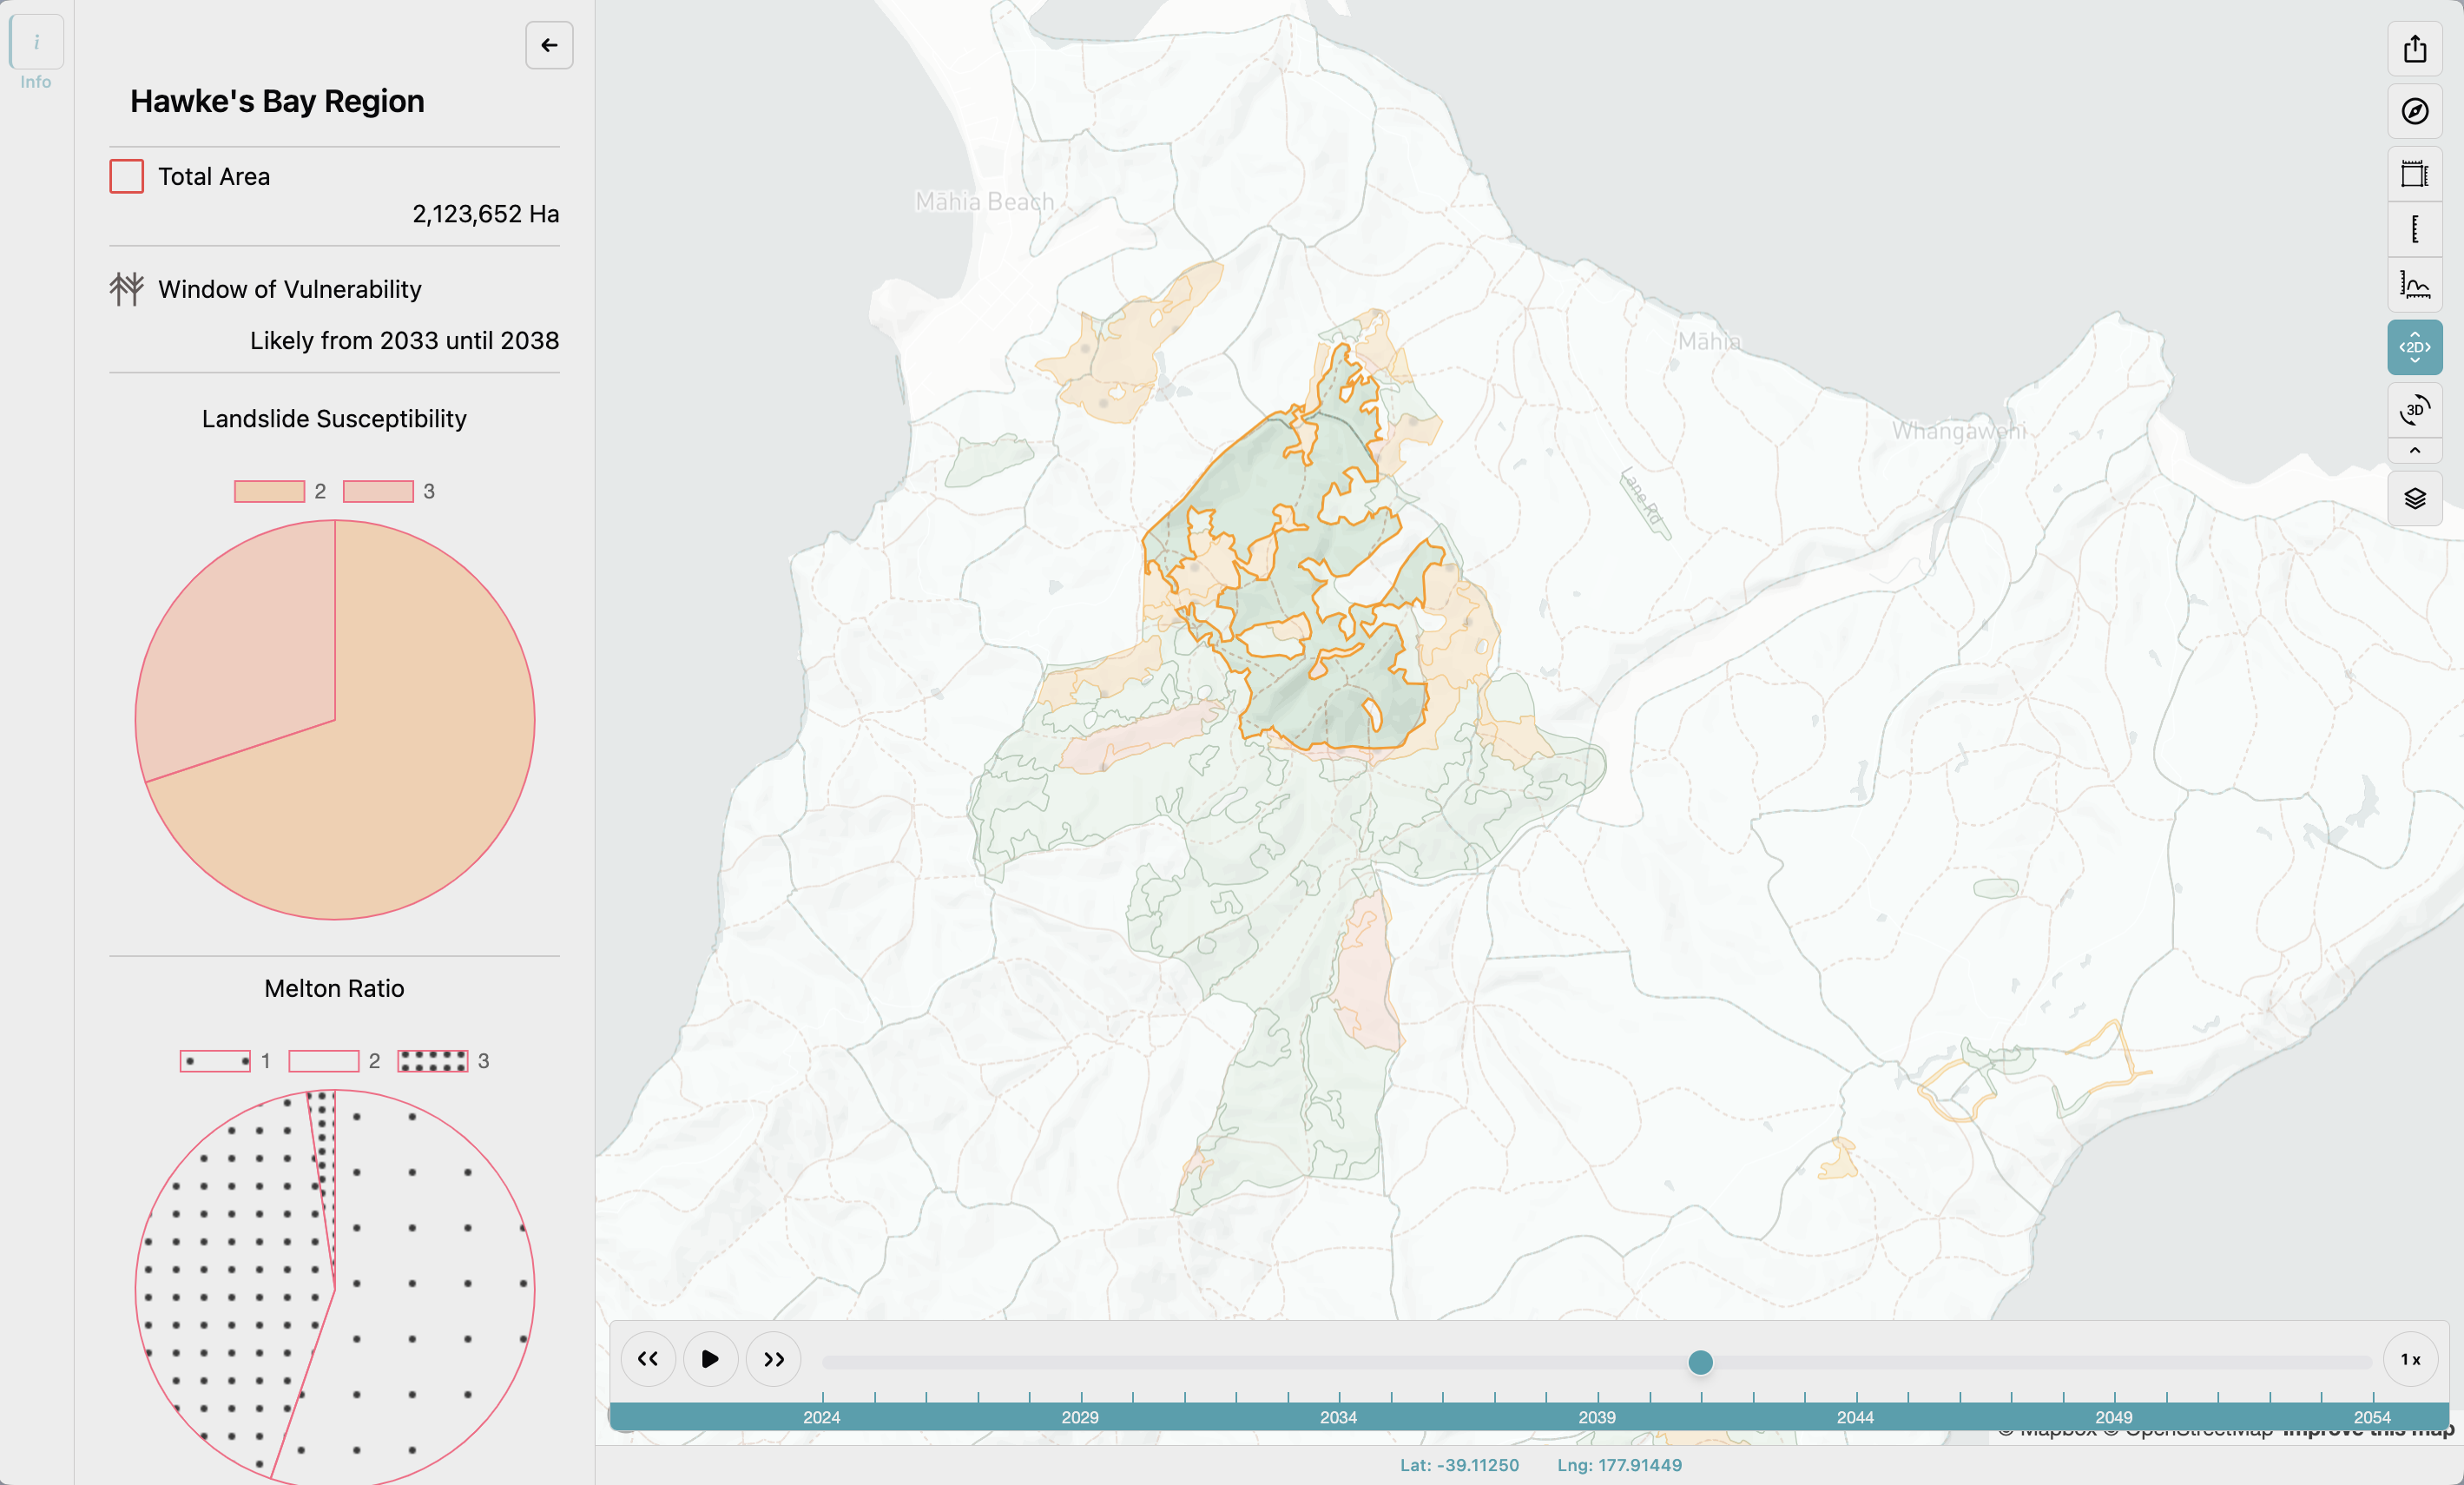 i
Info
Hawke's Bay Region
Total Area
2,123,652 Ha
Window of Vulnerability
Likely from 2033 until 2038
Landslide Susceptibility
2 3
Melton Ratio
1 2 3
Māhia Beach
Māhia
Whangawehi
Lane Rd
<2D>
3D
1 x
2024 2029 2034 2039 2044 2049 2054
© Mapbox © OpenStreetMap Improve this map
Lat: -39.11250 Lng: 177.91449